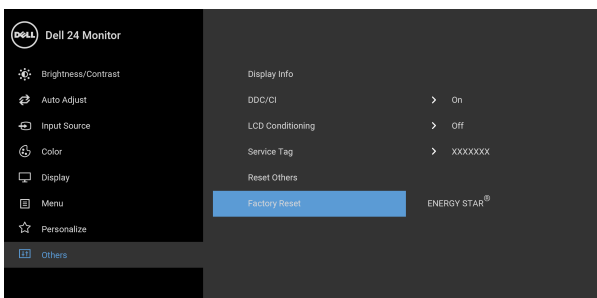 DELL Dell 24 Monitor
Brightness/Contrast
Auto Adjust
Input Source
Color
Display
Menu
Personalize
Others
Display Info
DDC/CI > On
LCD Conditioning > Off
Service Tag > XXXXXXX
Reset Others
Factory Reset ENERGY STAR®